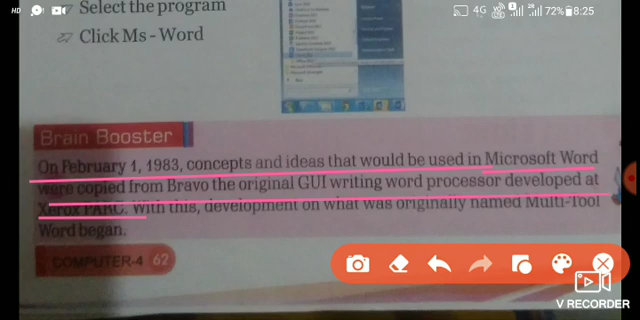 HD 4G 72% 8:25
Select the program
Click Ms - Word
Brain Booster
On February 1, 1983, concepts and ideas that would be used in Microsoft Word
were copied from Bravo the original GUI writing word processor developed at
Xerox PARC. With this, development on what was originally named Multi-Tool
Word began.
COMPUTER-4 62
V RECORDER